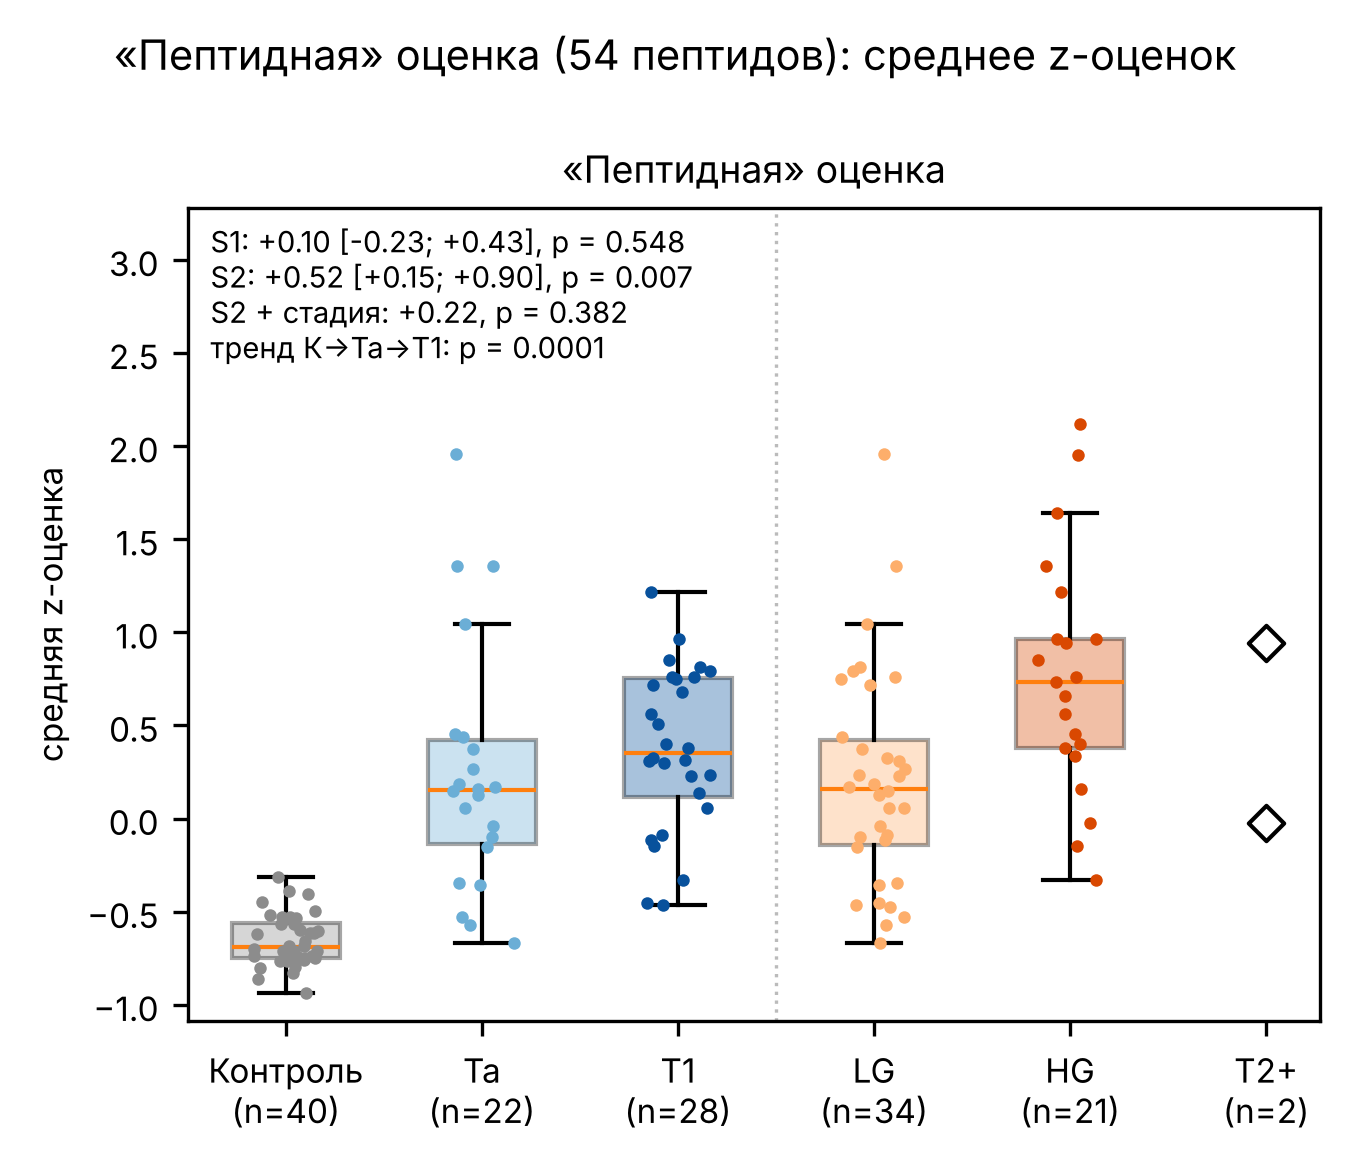 «Пептидная» оценка (54 пептидов): среднее z-оценок
«Пептидная» оценка
S1: +0.10 [-0.23; +0.43], p = 0.548
S2: +0.52 [+0.15; +0.90], p = 0.007
S2 + стадия: +0.22, p = 0.382
тренд К→Ta→T1: p = 0.0001
средняя z-оценка
3.0
2.5
2.0
1.5
1.0
0.5
0.0
−0.5
−1.0
Контроль
(n=40)
Ta
(n=22)
T1
(n=28)
LG
(n=34)
HG
(n=21)
T2+
(n=2)